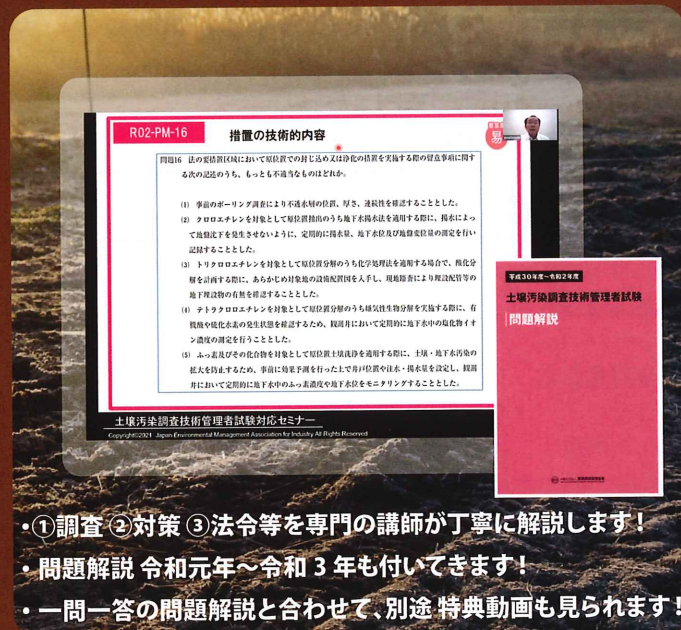 R02-PM-16
措置の技術的内容
易
問題16 法の要措置区域において原位置での封じ込め又は浄化の措置を実施する際の留意事項に関す
る次の記述のうち、もっとも不適当なものはどれか。
(1) 事前のボーリング調査により不透水層の位置、厚さ、連続性を確認することとした。
(2) クロロエチレンを対象として原位置抽出のうち地下水揚水法を適用する際に、揚水によっ
て地盤沈下を発生させないように、定期的に揚水量、地下水位及び地盤変位量の測定を行い
記録することとした。
(3) トリクロロエチレンを対象として原位置分解のうち化学処理法を適用する場合で、酸化分
解を計画する際に、あらかじめ対象地の設備配置図を入手し、現地踏査により埋設配管等の
地下埋設物の有無を確認することとした。
(4) テトラクロロエチレンを対象として原位置分解のうち嫌気性生物分解を実施する際に、有
機酸や硫化水素の発生状態を確認するため、観測井において定期的に地下水中の塩化物イオ
ン濃度の測定を行うこととした。
(5) ふっ素及びその化合物を対象として原位置土壌洗浄を適用する際に、土壌・地下水汚染の
拡大を防止するため、事前に効果予測を行った上で井戸位置や注水・揚水量を設定し、観測
井において定期的に地下水中のふっ素濃度や地下水位をモニタリングすることとした。
土壌汚染調査技術管理者試験対応セミナー
Copyright©2021 Japan Environmental Management Association for Industry All Rights Reserved
平成30年度〜令和2年度
土壌汚染調査技術管理者試験
問題解説
・①調査 ②対策 ③法令等を専門の講師が丁寧に解説します!
・問題解説 令和元年〜令和3年も付いてきます!
・一問一答の問題解説と合わせて、別途 特典動画も見られます!